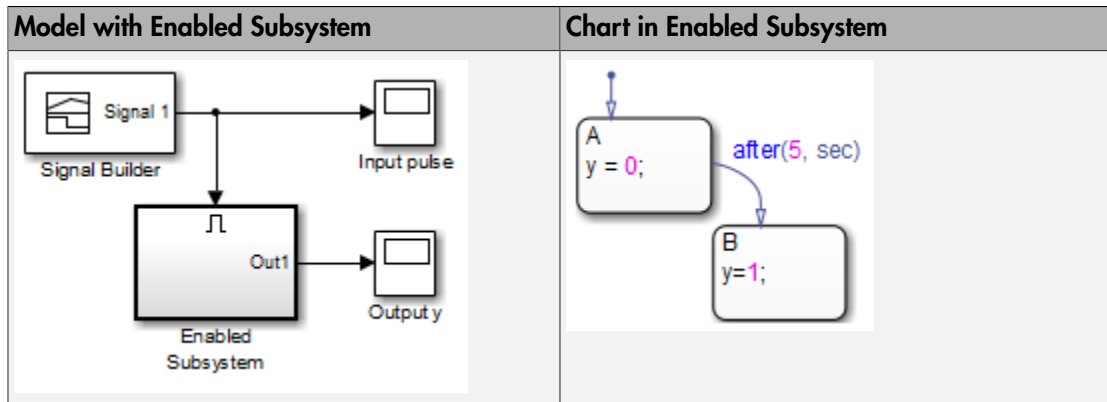 Model with Enabled Subsystem
Chart in Enabled Subsystem
Signal 1
Signal Builder
Input pulse
Out1
Enabled
Subsystem
Output y
A
y = 0;
after(5, sec)
B
y=1;